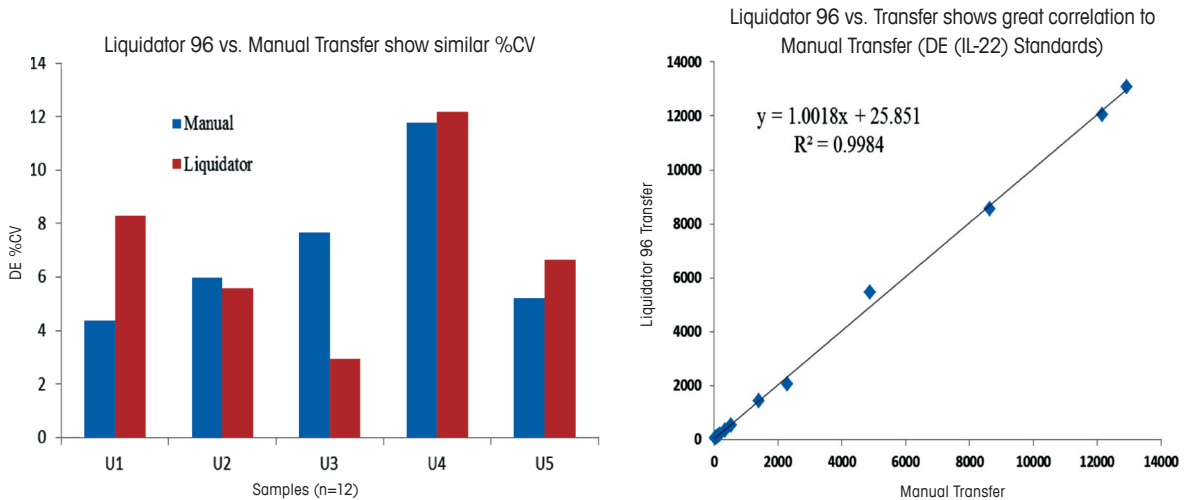 Liquidator 96 vs. Manual Transfer show similar %CV
14
12
10
8
6
4
2
0
DE %CV
Manual
Liquidator
U1 U2 U3 U4 U5
Samples (n=12)
Liquidator 96 vs. Transfer shows great correlation to
Manual Transfer (DE (IL-22) Standards)
14000
12000
10000
8000
6000
4000
2000
0
Liquidator 96 Transfer
y = 1.0018x + 25.851
R² = 0.9984
0 2000 4000 6000 8000 10000 12000 14000
Manual Transfer